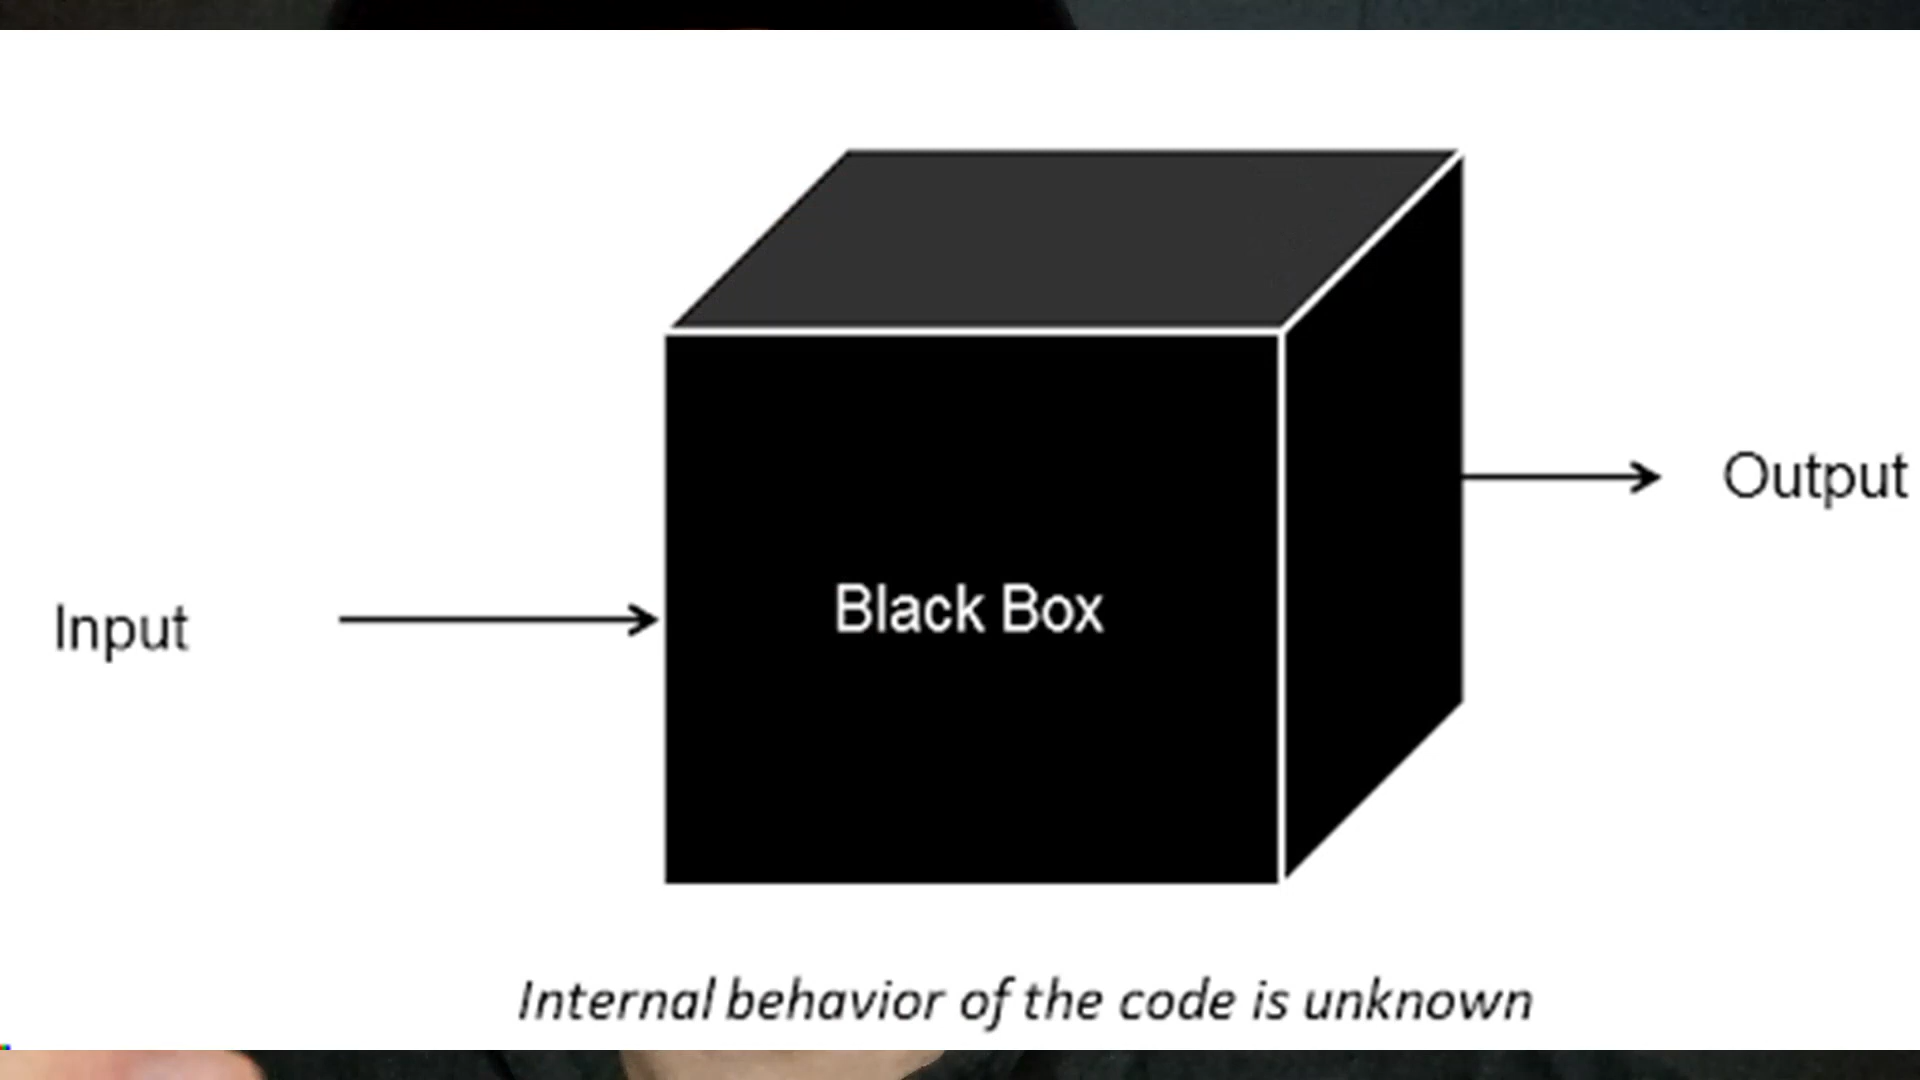 Output
Input
Black Box
Internal behavior of the code is unknown